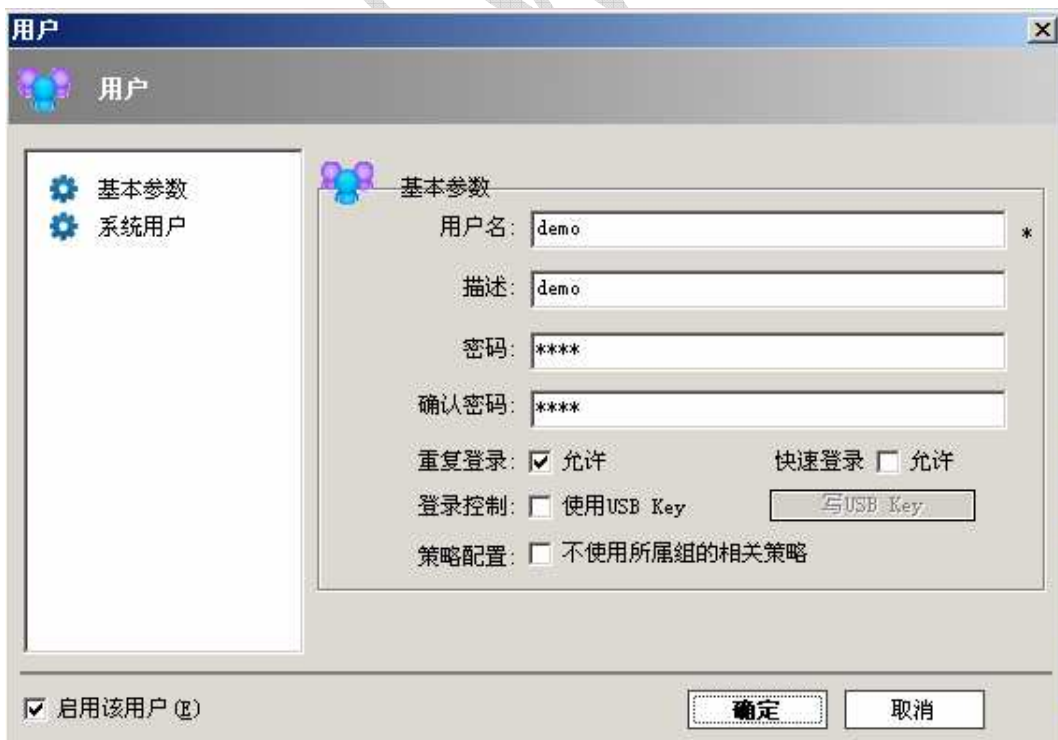 用户
用户
基本参数
系统用户
基本参数
用户名: demo *
描述: demo
密码: ****
确认密码: ****
重复登录: 允许 快速登录 允许
登录控制: 使用USB Key 写USB Key
策略配置: 不使用所属组的相关策略
启用该用户(E) 确定 取消